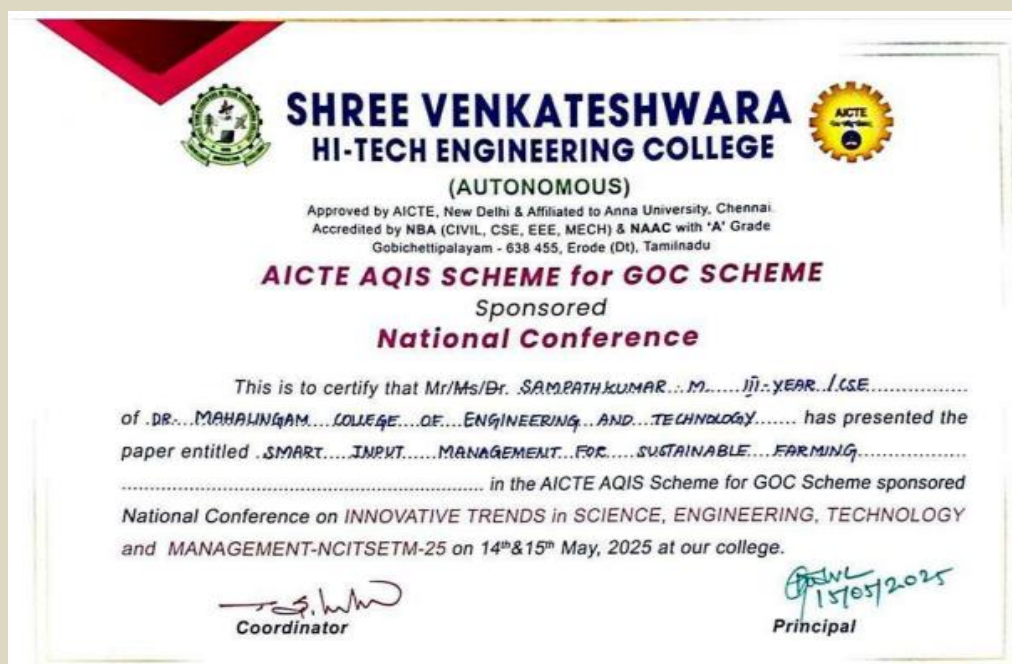 SHREE VENKATESHWARA
HI-TECH ENGINEERING COLLEGE
AICTE
(AUTONOMOUS)
Approved by AICTE, New Delhi & Affiliated to Anna University, Chennai.
Accredited by NBA (CIVIL, CSE, EEE, MECH) & NAAC with 'A' Grade
Gobichettipalayam - 638 455, Erode (Dt), Tamilnadu
AICTE AQIS SCHEME for GOC SCHEME
Sponsored
National Conference
This is to certify that Mr/Ms/Dr. SAMPATHKUMAR M III-YEAR / CSE
of DR. MAHALINGAM COLLEGE OF ENGINEERING AND TECHNOLOGY has presented the
paper entitled SMART INPUT MANAGEMENT FOR SUSTAINABLE FARMING
in the AICTE AQIS Scheme for GOC Scheme sponsored
National Conference on INNOVATIVE TRENDS in SCIENCE, ENGINEERING, TECHNOLOGY
and MANAGEMENT-NCITSETM-25 on 14th&15th May, 2025 at our college.
15/05/2025
Coordinator
Principal